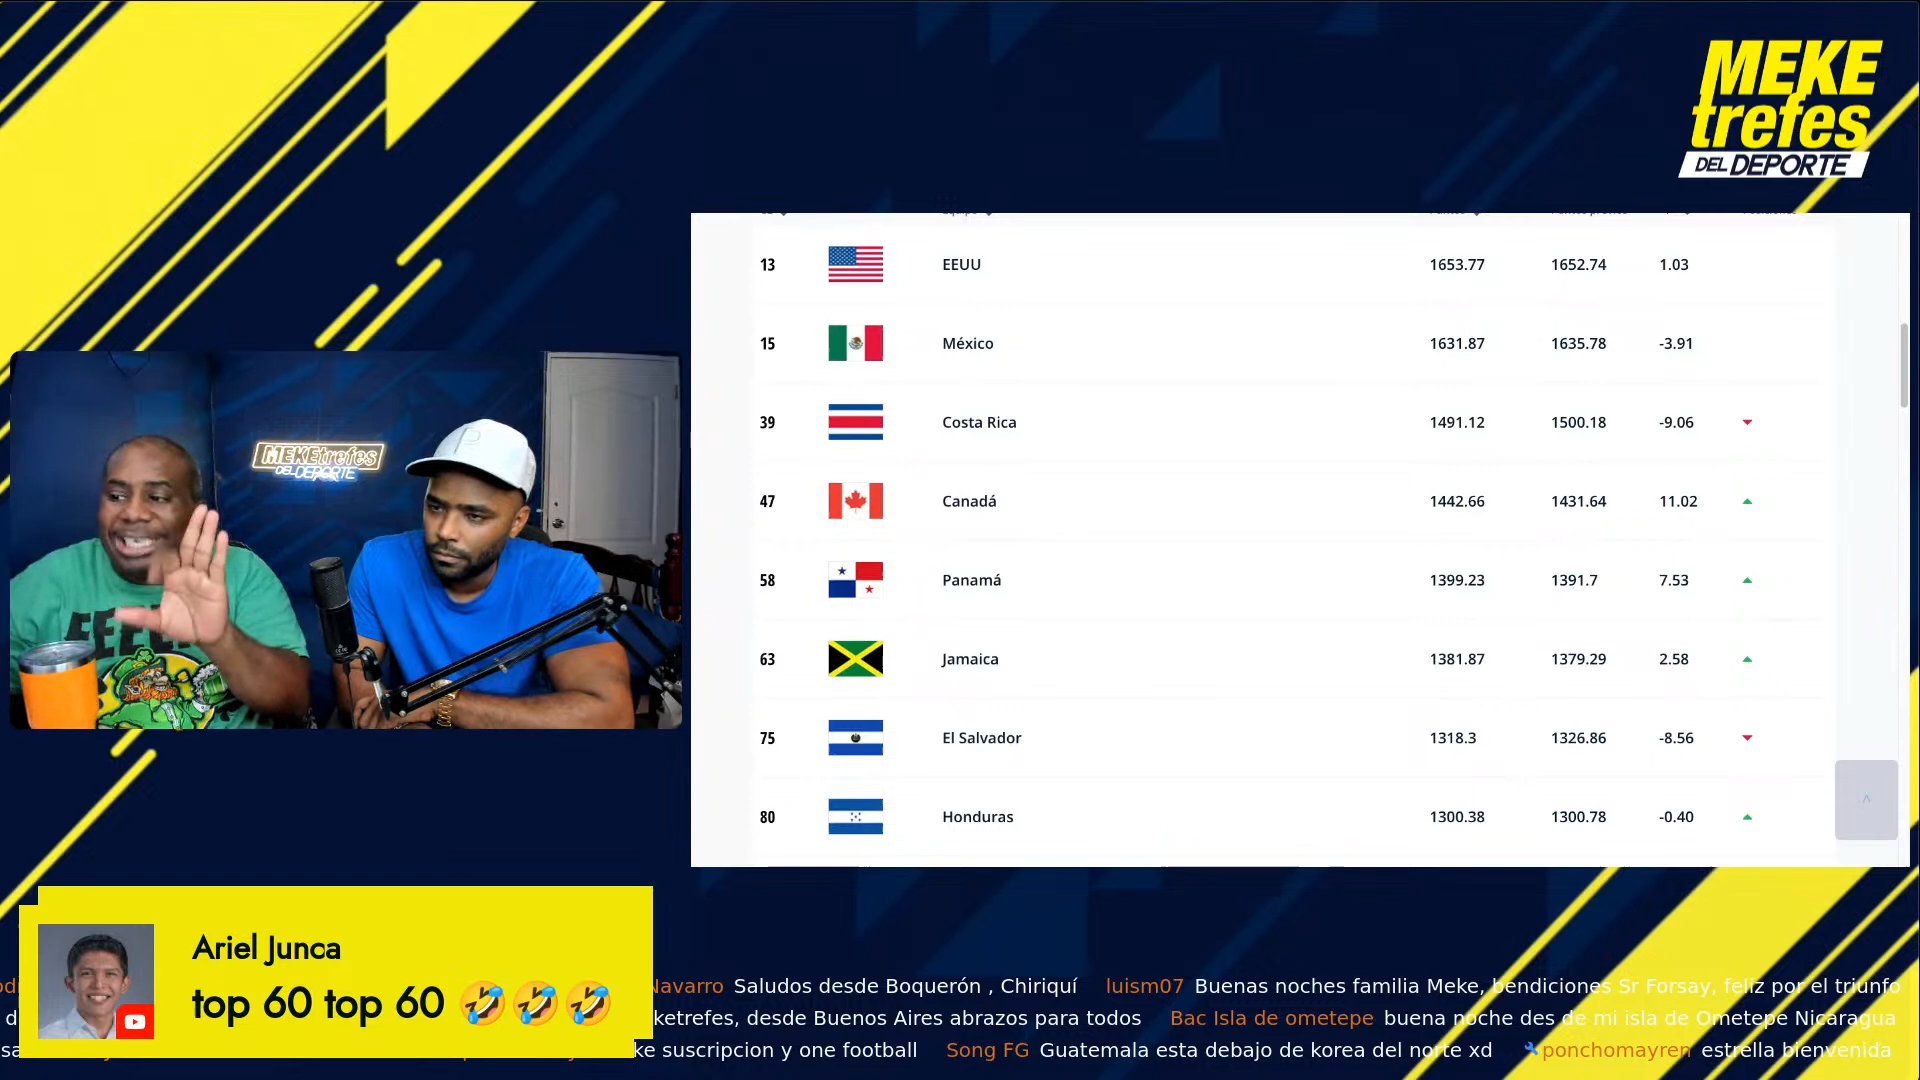 MEKE
trefes
DEL DEPORTE
13 EEUU 1653.77 1652.74 1.03
15 México 1631.87 1635.78 -3.91
39 Costa Rica 1491.12 1500.18 -9.06
47 Canadá 1442.66 1431.64 11.02
58 Panamá 1399.23 1391.7 7.53
63 Jamaica 1381.87 1379.29 2.58
75 El Salvador 1318.3 1326.86 -8.56
80 Honduras 1300.38 1300.78 -0.40
MEKEtrefes
DEL DEPORTE
Ariel Junca
top 60 top 60 🤣🤣🤣
Navarro Saludos desde Boquerón , Chiriquí luism07 Buenas noches familia Meke, bendiciones Sr Forsay, feliz por el triunfo
ketrefes, desde Buenos Aires abrazos para todos Bac Isla de ometepe buena noche des de mi isla de Ometepe Nicaragua
ke suscripcion y one football Song FG Guatemala esta debajo de korea del norte xd ponchomayren estrella bienvenida